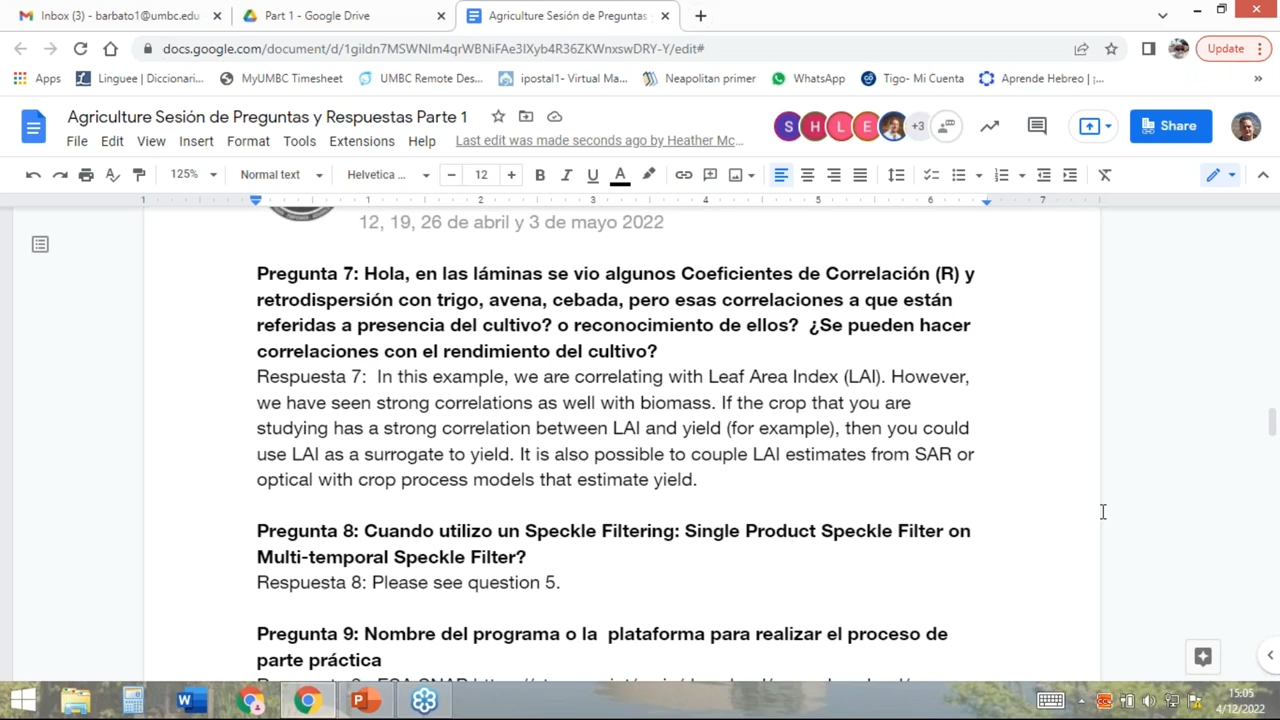 Inbox (3) - barbato1@umbc.edu
Part 1 - Google Drive
Agriculture Sesión de Preguntas
docs.google.com/document/d/1gildn7MSWNlm4qrWBNiFAe3lXyb4R36ZKWnxswDRY-Y/edit#
Update
Apps
Linguee | Diccionari...
MyUMBC Timesheet
UMBC Remote Des...
ipostal1- Virtual Ma...
Neapolitan primer
WhatsApp
Tigo- Mi Cuenta
Aprende Hebreo | ¡...
»
Agriculture Sesión de Preguntas y Respuestas Parte 1
S H L E +3
Share
File Edit View Insert Format Tools Extensions Help
Last edit was made seconds ago by Heather Mc...
125% Normal text Helvetica ... − 12 + B I U A
1 1 2 3 4 5 6 7
12, 19, 26 de abril y 3 de mayo 2022
Pregunta 7: Hola, en las láminas se vio algunos Coeficientes de Correlación (R) y
retrodispersión con trigo, avena, cebada, pero esas correlaciones a que están
referidas a presencia del cultivo? o reconocimiento de ellos? ¿Se pueden hacer
correlaciones con el rendimiento del cultivo?
Respuesta 7: In this example, we are correlating with Leaf Area Index (LAI). However,
we have seen strong correlations as well with biomass. If the crop that you are
studying has a strong correlation between LAI and yield (for example), then you could
use LAI as a surrogate to yield. It is also possible to couple LAI estimates from SAR or
optical with crop process models that estimate yield.
Pregunta 8: Cuando utilizo un Speckle Filtering: Single Product Speckle Filter on
Multi-temporal Speckle Filter?
Respuesta 8: Please see question 5.
Pregunta 9: Nombre del programa o la plataforma para realizar el proceso de
parte práctica
15:05
4/12/2022